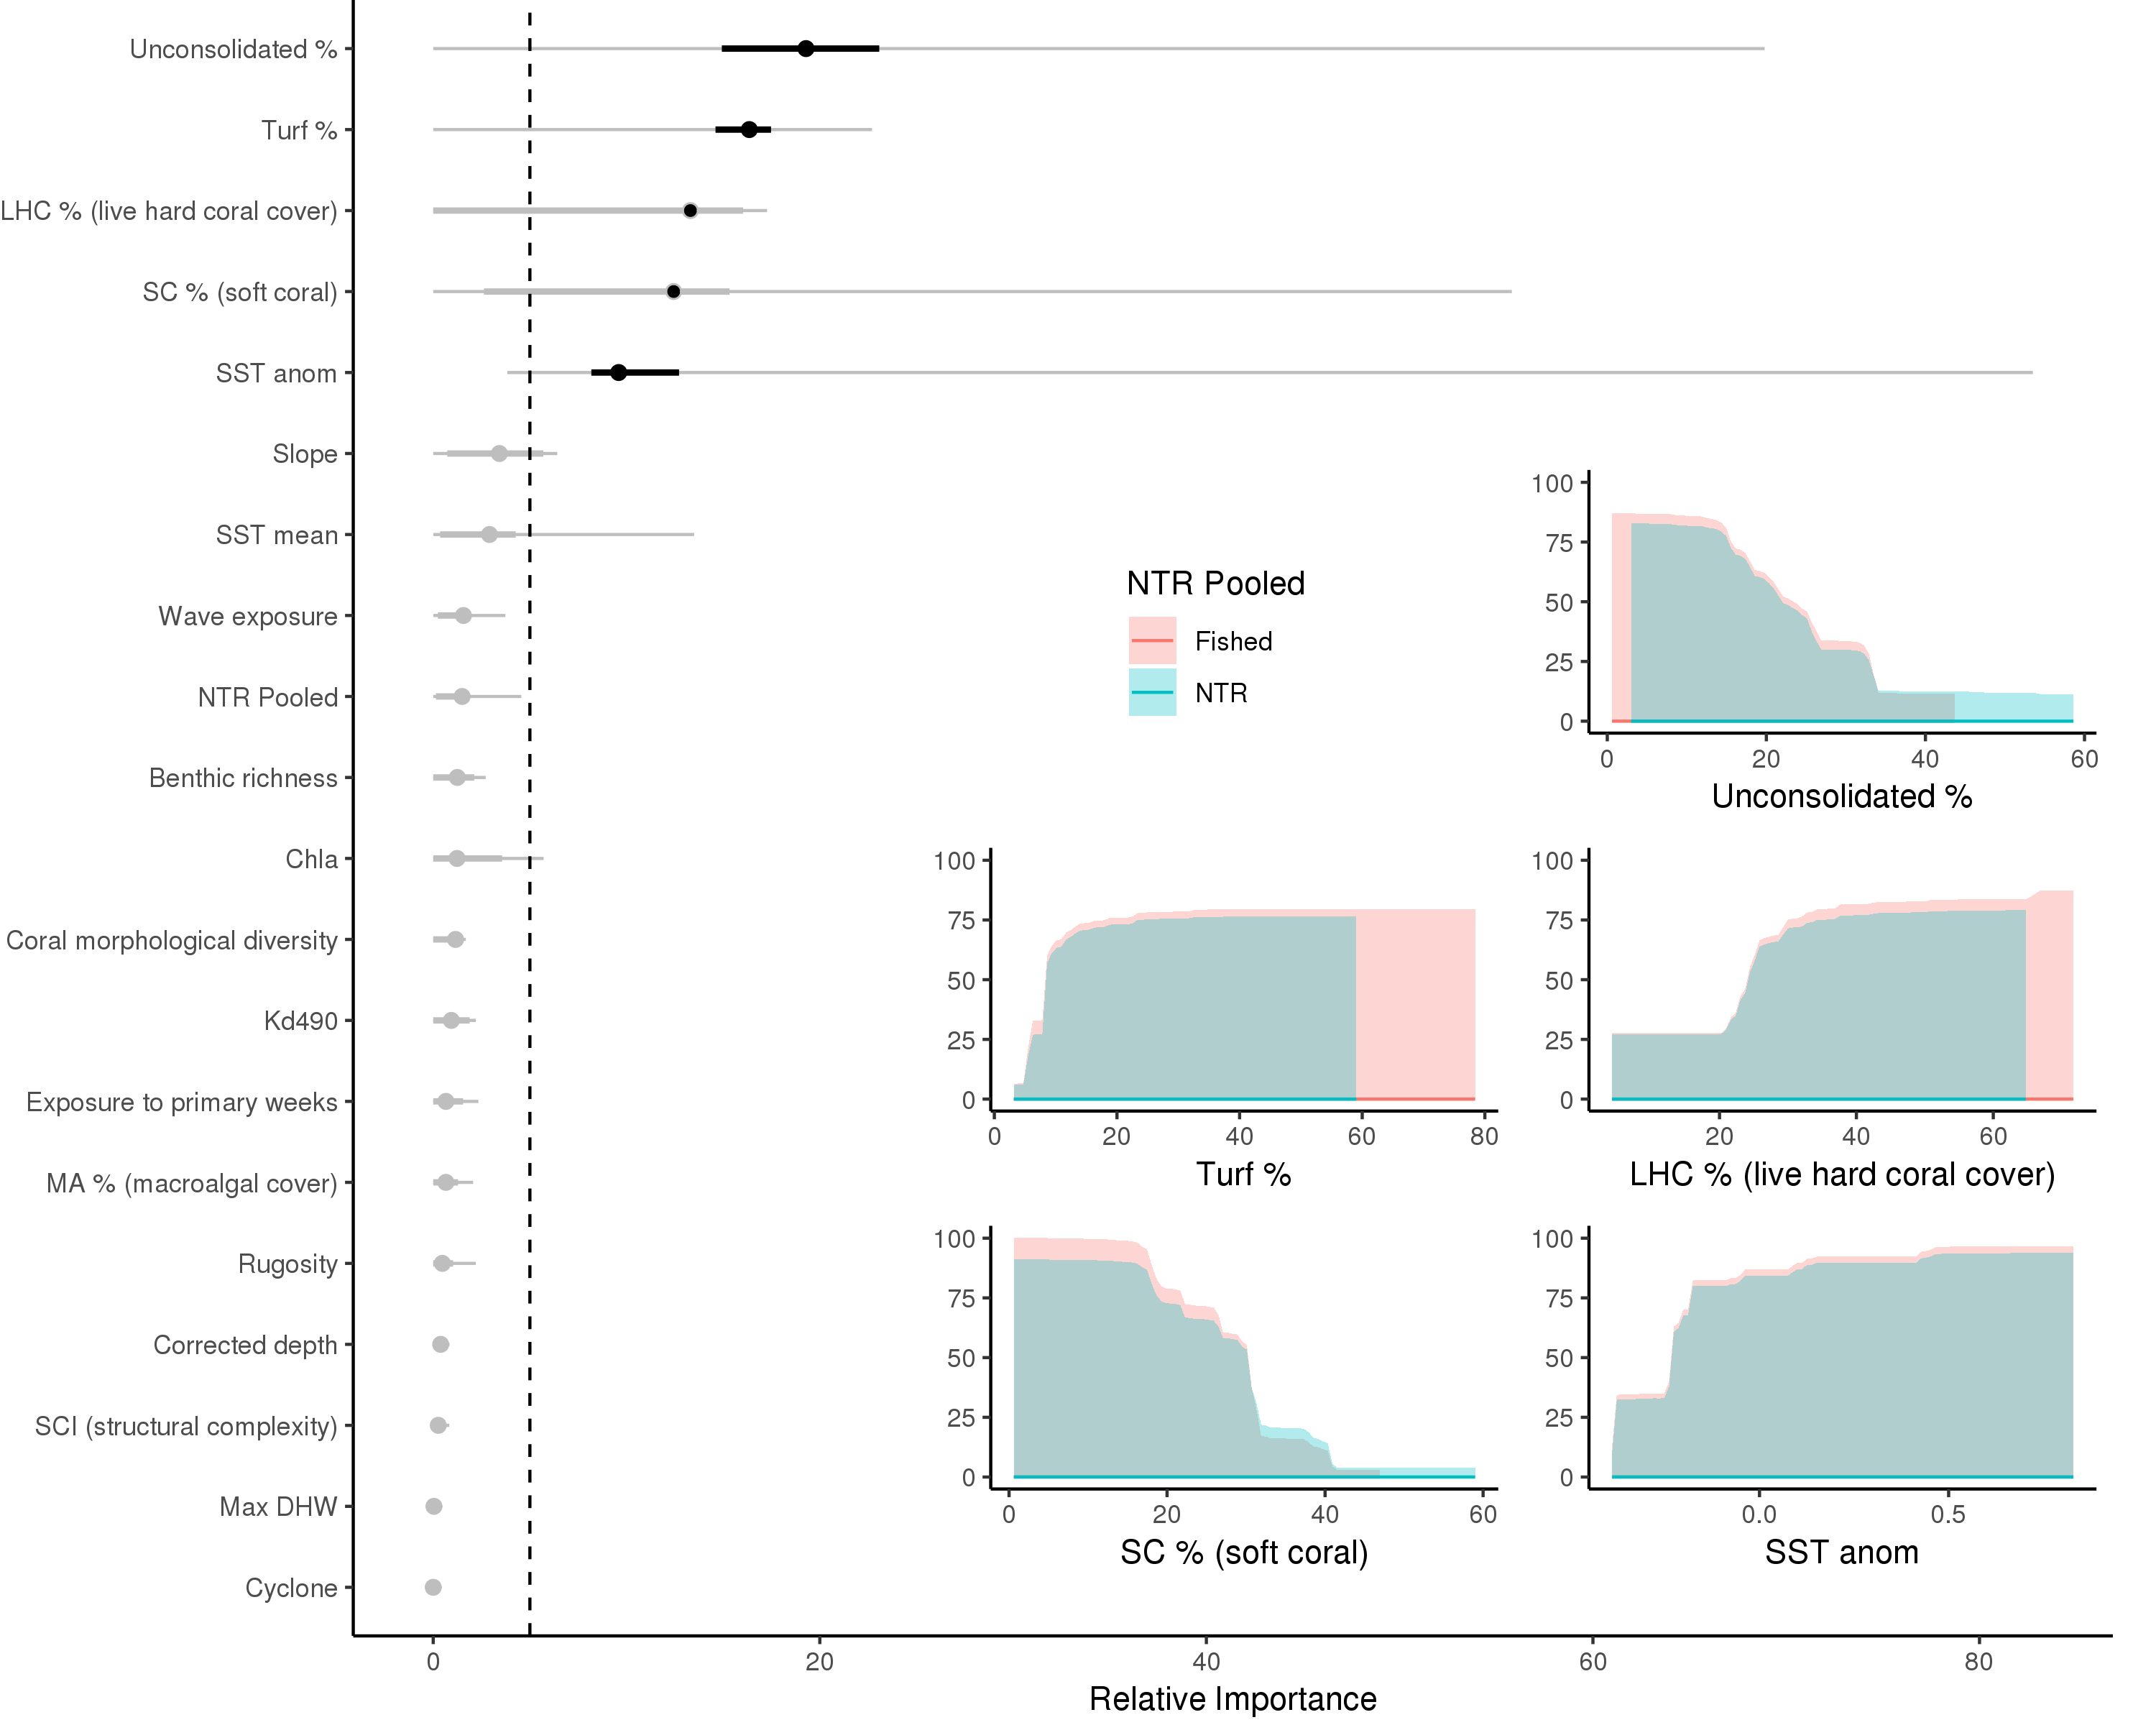 Unconsolidated %
Turf %
LHC % (live hard coral cover)
SC % (soft coral)
SST anom
Slope
SST mean
Wave exposure
NTR Pooled
Benthic richness
Chla
Coral morphological diversity
Kd490
Exposure to primary weeks
MA % (macroalgal cover)
Rugosity
Corrected depth
SCI (structural complexity)
Max DHW
Cyclone
0 20 40 60 80
Relative Importance
NTR Pooled
Fished
NTR
100
75
50
25
0
0 20 40 60
Unconsolidated %
100
75
50
25
0
0 20 40 60 80
Turf %
100
75
50
25
0
20 40 60
LHC % (live hard coral cover)
100
75
50
25
0
0 20 40 60
SC % (soft coral)
100
75
50
25
0
0.0 0.5
SST anom